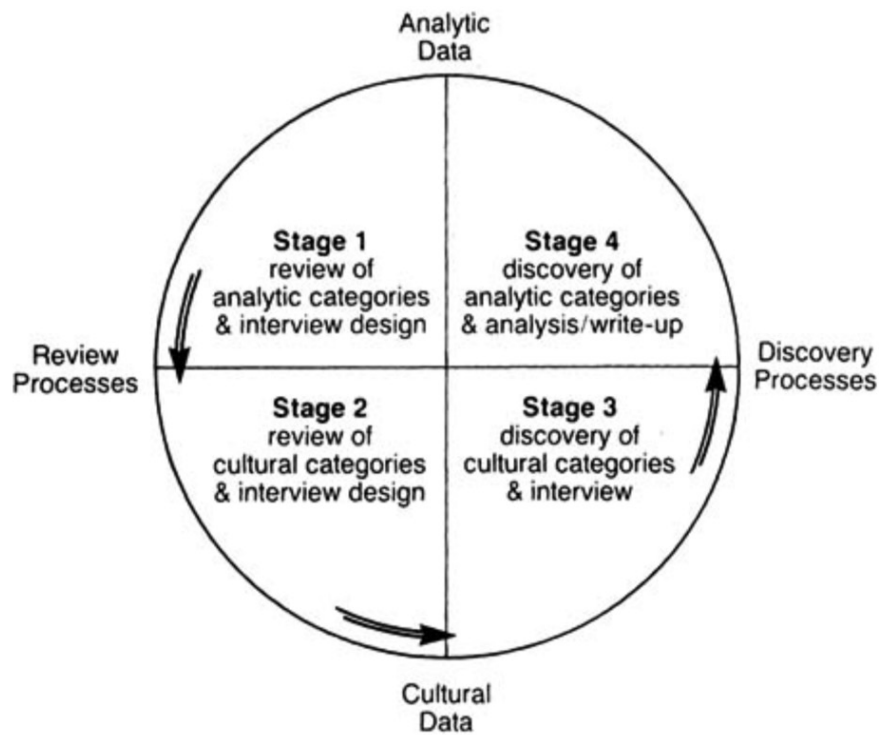 Analytic
Data
Stage 1
review of
analytic categories
& interview design
Stage 4
discovery of
analytic categories
& analysis/write-up
Review
Processes
Discovery
Processes
Stage 2
review of
cultural categories
& interview design
Stage 3
discovery of
cultural categories
& interview
Cultural
Data